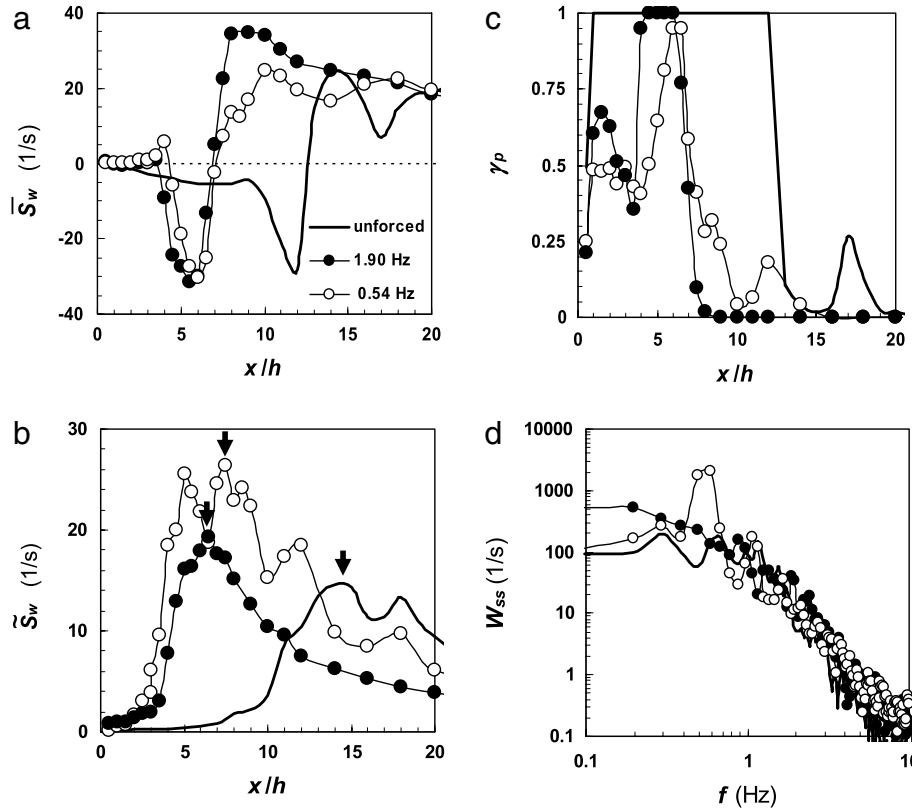 a
40
20
0
-20
-40
S̅w (1/s)
unforced
1.90 Hz
0.54 Hz
0 5 10 15 20
x/h
c
1
0.75
0.5
0.25
0
γp
0 5 10 15 20
x/h
b
30
20
10
0
S̃w (1/s)
0 5 10 15 20
x/h
d
10000
1000
100
10
1
0.1
Wss (1/s)
0.1 1 10
f (Hz)